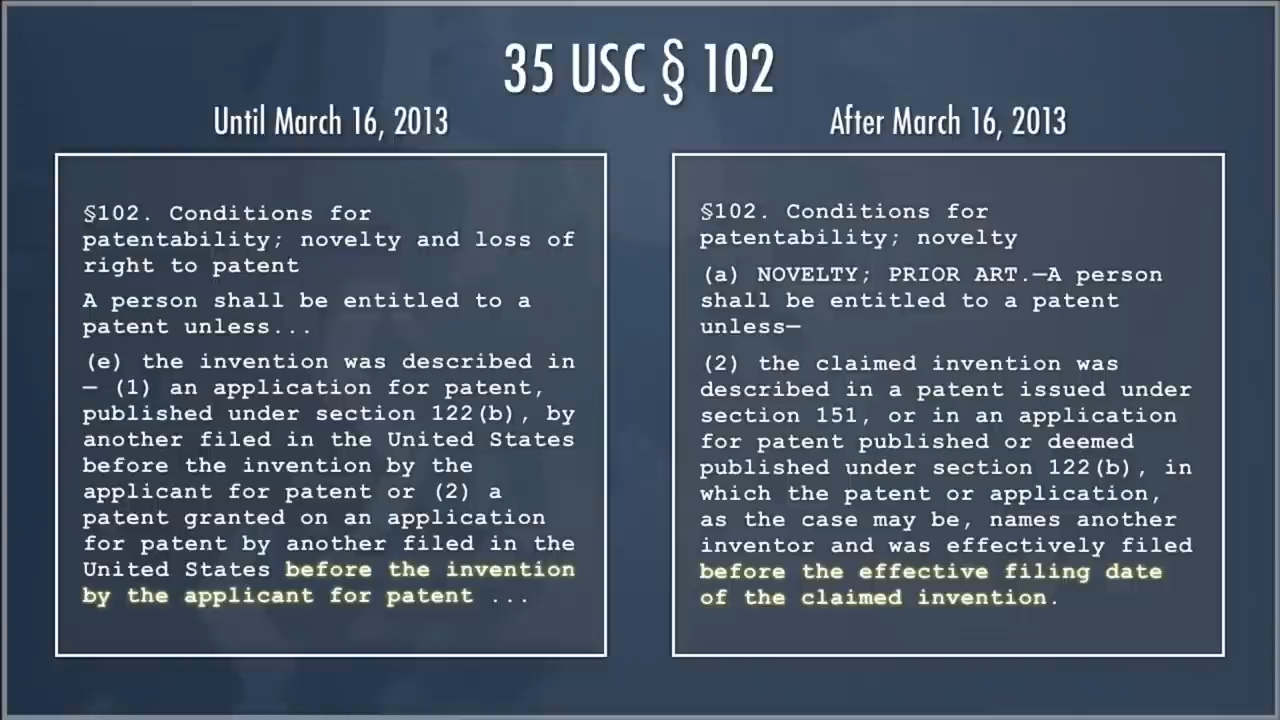 35 USC § 102
Until March 16, 2013
§102. Conditions for
patentability; novelty and loss of
right to patent
A person shall be entitled to a
patent unless...
(e) the invention was described in
— (1) an application for patent,
published under section 122(b), by
another filed in the United States
before the invention by the
applicant for patent or (2) a
patent granted on an application
for patent by another filed in the
United States before the invention
by the applicant for patent ...
After March 16, 2013
§102. Conditions for
patentability; novelty
(a) NOVELTY; PRIOR ART.—A person
shall be entitled to a patent
unless—
(2) the claimed invention was
described in a patent issued under
section 151, or in an application
for patent published or deemed
published under section 122(b), in
which the patent or application,
as the case may be, names another
inventor and was effectively filed
before the effective filing date
of the claimed invention.